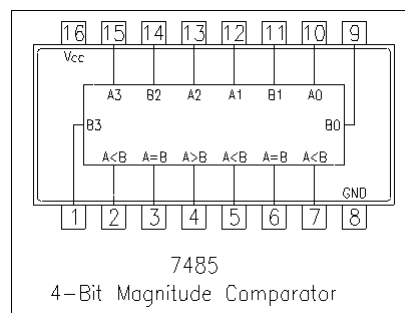 16 15 14 13 12 11 10 9
Vcc
A3 B2 A2 A1 B1 A0
B3 B0
A<B A=B A>B A<B A=B A<B
GND
1 2 3 4 5 6 7 8
7485
4-Bit Magnitude Comparator